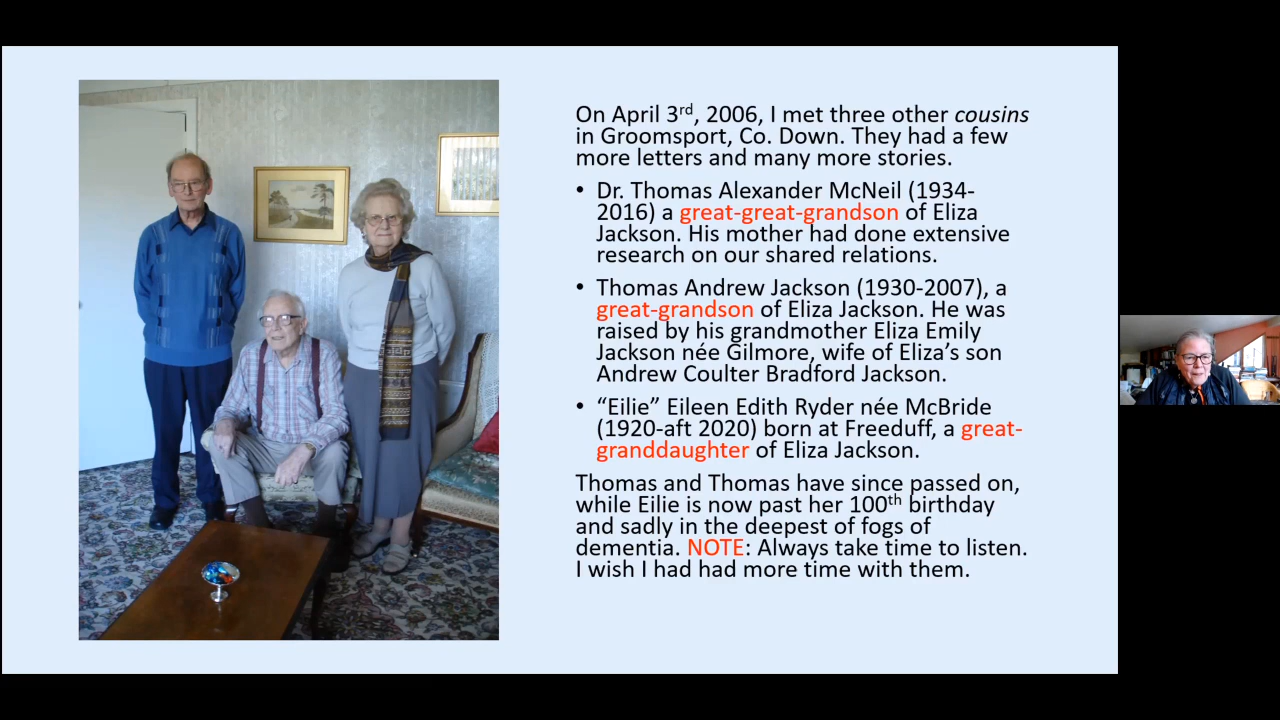 On April 3rd, 2006, I met three other cousins
in Groomsport, Co. Down. They had a few
more letters and many more stories.
• Dr. Thomas Alexander McNeil (1934-
2016) a great-great-grandson of Eliza
Jackson. His mother had done extensive
research on our shared relations.
• Thomas Andrew Jackson (1930-2007), a
great-grandson of Eliza Jackson. He was
raised by his grandmother Eliza Emily
Jackson née Gilmore, wife of Eliza’s son
Andrew Coulter Bradford Jackson.
• “Eilie” Eileen Edith Ryder née McBride
(1920-aft 2020) born at Freeduff, a great-
granddaughter of Eliza Jackson.
Thomas and Thomas have since passed on,
while Eilie is now past her 100th birthday
and sadly in the deepest of fogs of
dementia. NOTE: Always take time to listen.
I wish I had had more time with them.